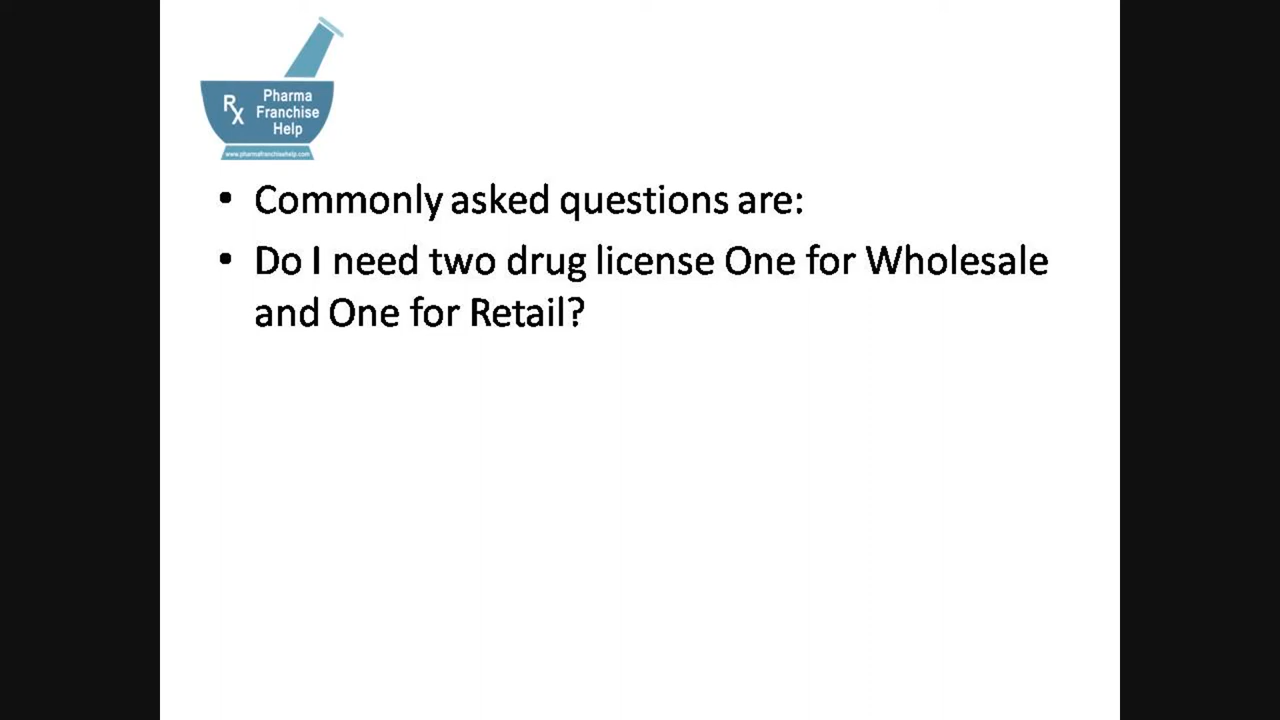 Rx
Pharma
Franchise
Help
www.pharmafranchisehelp.com
• Commonly asked questions are:
• Do I need two drug license One for Wholesale
and One for Retail?